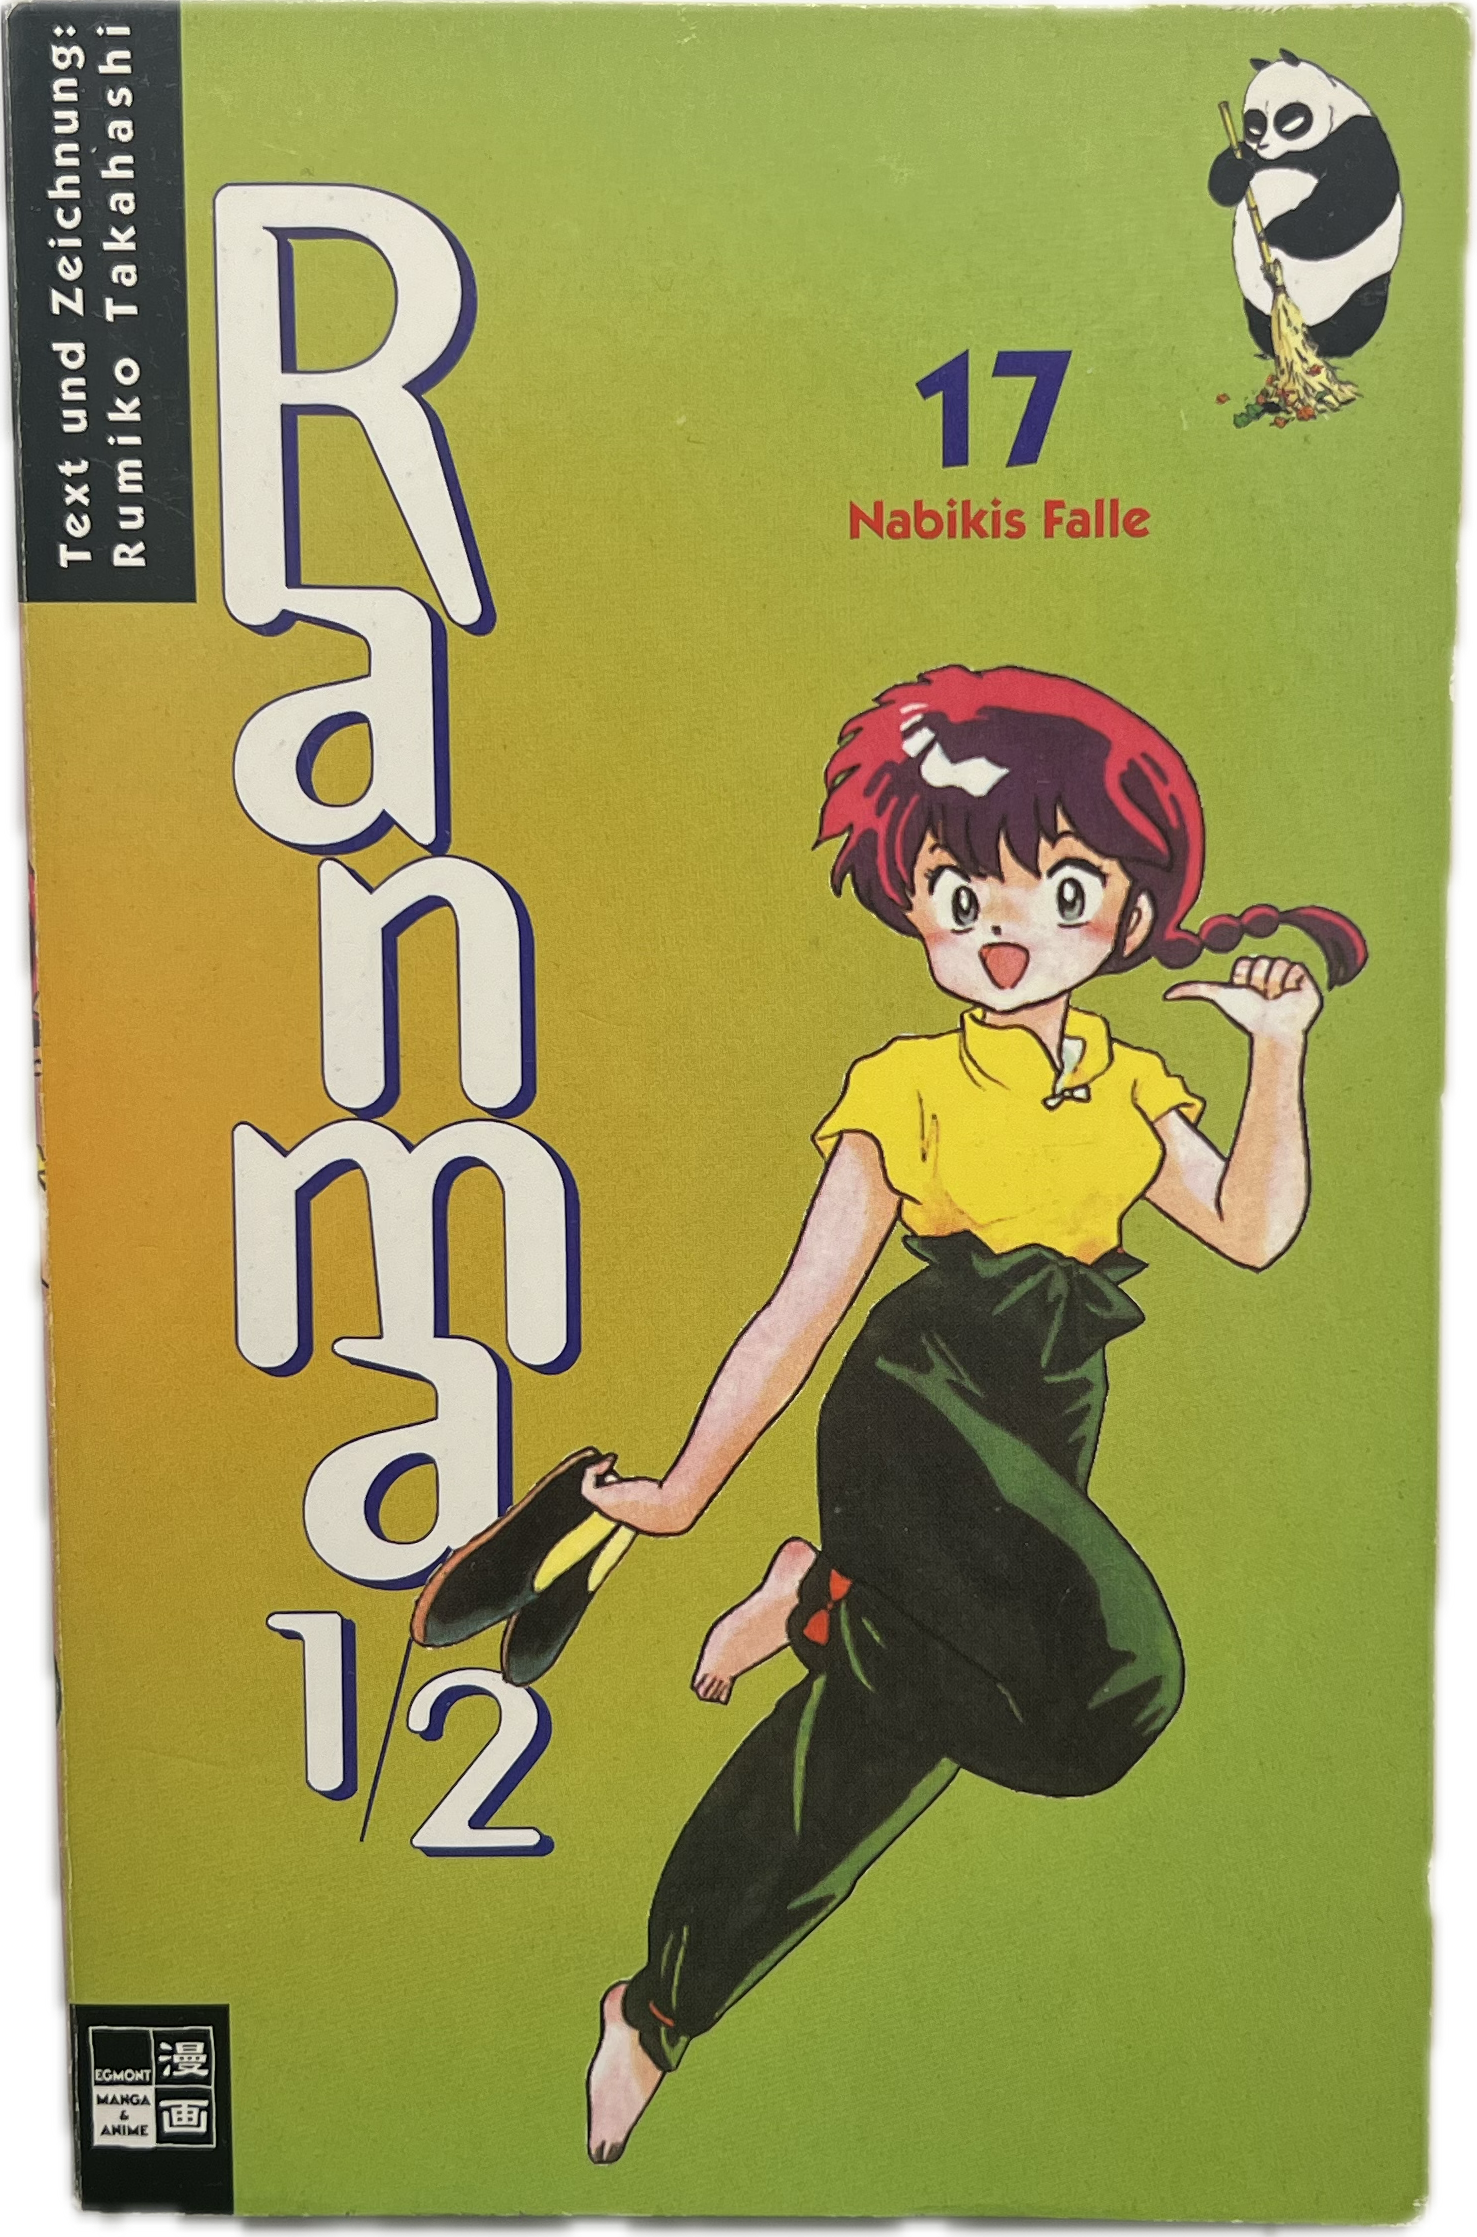 Text und Zeichnung:
Rumiko Takahashi
Ranma
1/2
17
Nabikis Falle
EGMONT
MANGA
&
ANIME
漫
画